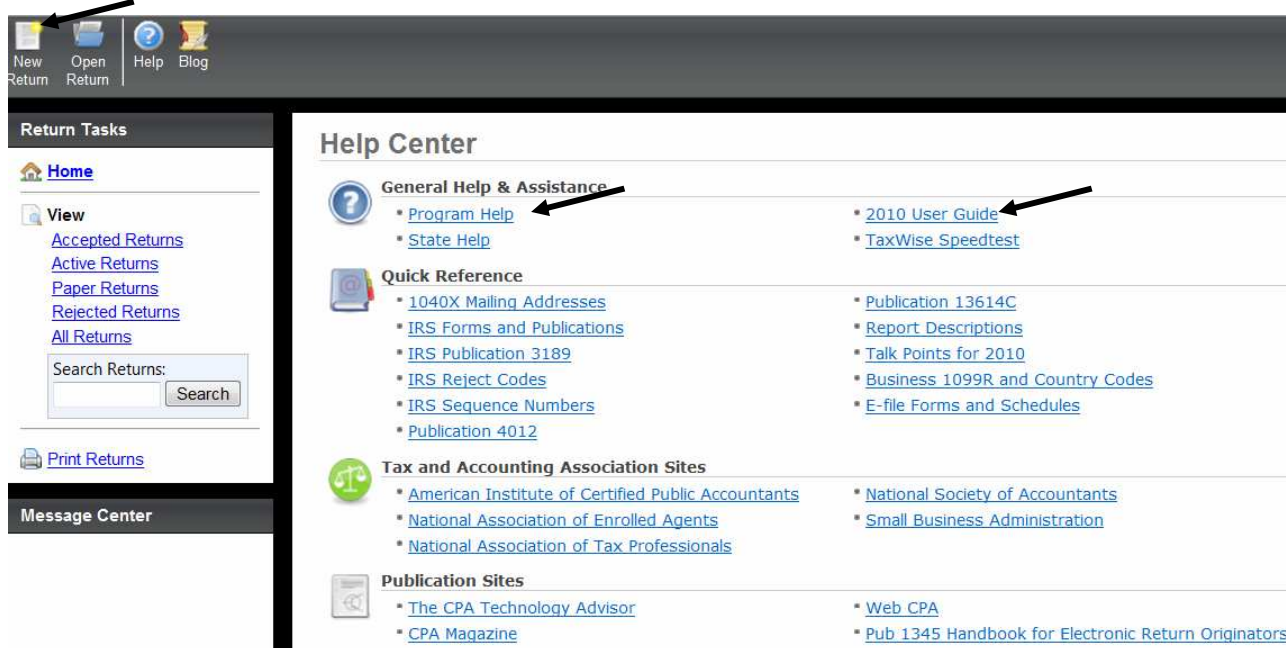 New Return
Open Return
Help
Blog
Return Tasks
Home
View
Accepted Returns
Active Returns
Paper Returns
Rejected Returns
All Returns
Search Returns:
Search
Print Returns
Message Center
Help Center
General Help & Assistance
Program Help
2010 User Guide
State Help
TaxWise Speedtest
Quick Reference
1040X Mailing Addresses
Publication 13614C
IRS Forms and Publications
Report Descriptions
IRS Publication 3189
Talk Points for 2010
IRS Reject Codes
Business 1099R and Country Codes
IRS Sequence Numbers
E-file Forms and Schedules
Publication 4012
Tax and Accounting Association Sites
American Institute of Certified Public Accountants
National Society of Accountants
National Association of Enrolled Agents
Small Business Administration
National Association of Tax Professionals
Publication Sites
The CPA Technology Advisor
Web CPA
CPA Magazine
Pub 1345 Handbook for Electronic Return Originators